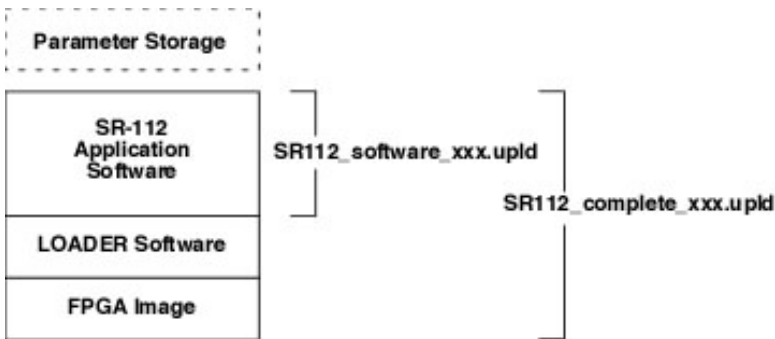 Parameter Storage
SR-112
Application
Software
SR112_software_xxx.upld
SR112_complete_xxx.upld
LOADER Software
FPGA Image